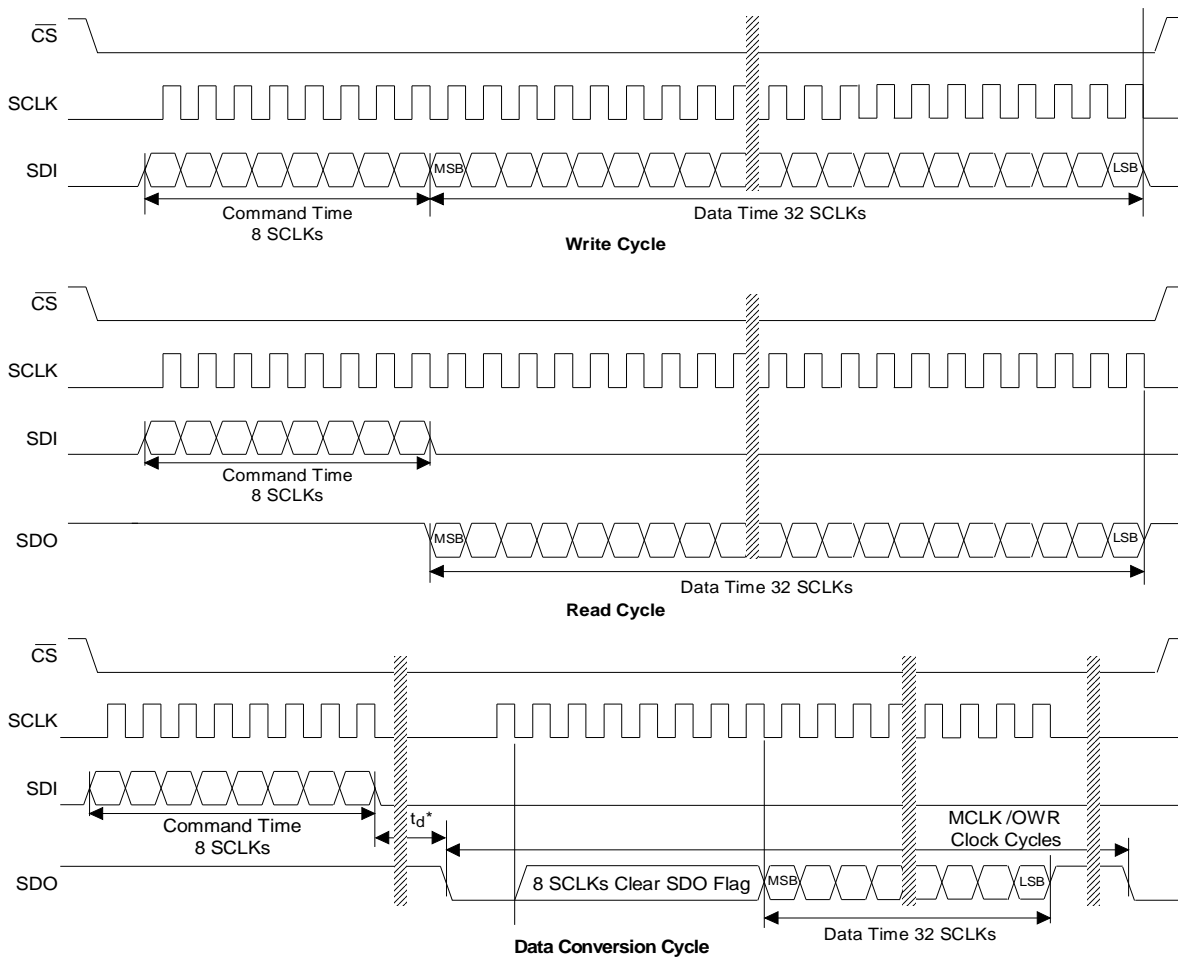 CS
SCLK
SDI
MSB
LSB
Command Time
8 SCLKs
Data Time 32 SCLKs
Write Cycle
CS
SCLK
SDI
Command Time
8 SCLKs
SDO
MSB
LSB
Data Time 32 SCLKs
Read Cycle
CS
SCLK
SDI
Command Time
8 SCLKs
td*
MCLK /OWR
Clock Cycles
SDO
8 SCLKs Clear SDO Flag
MSB
LSB
Data Time 32 SCLKs
Data Conversion Cycle